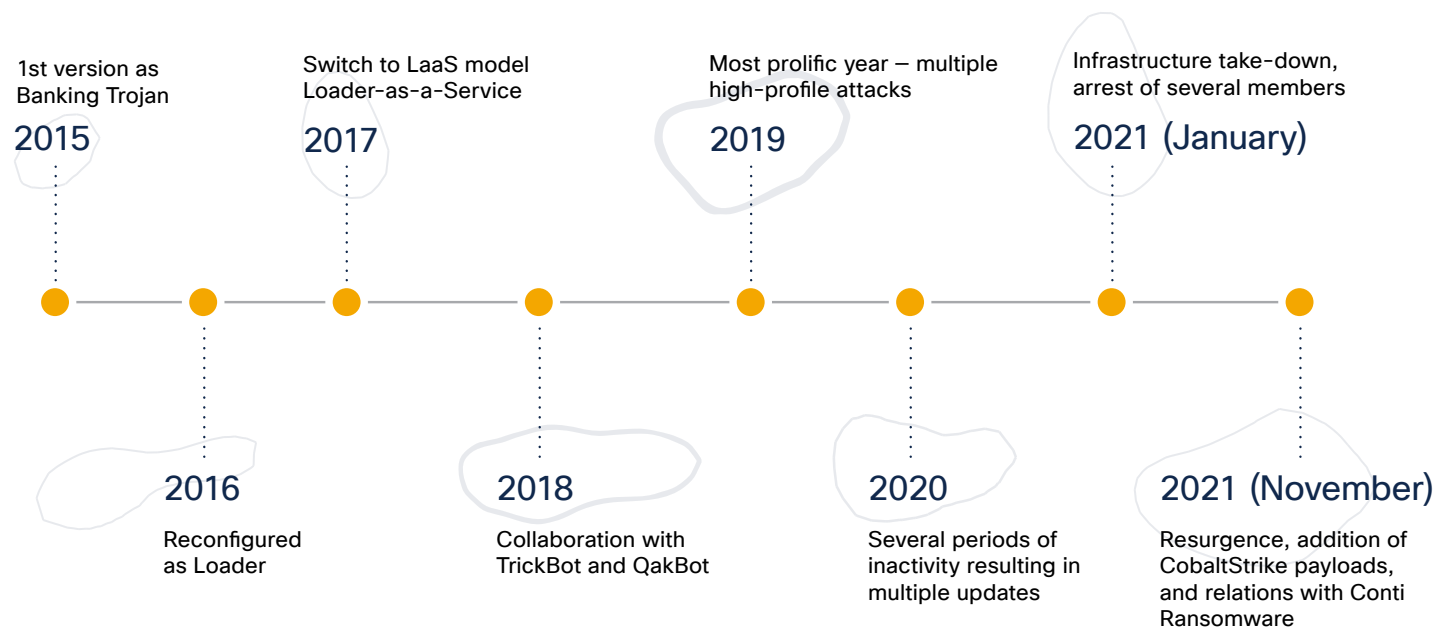 1st version as
Banking Trojan
2015
Reconfigured
as Loader
2016
Switch to LaaS model
Loader-as-a-Service
2017
2018
Collaboration with
TrickBot and QakBot
Most prolific year – multiple
high-profile attacks
2019
2020
Several periods of
inactivity resulting in
multiple updates
Infrastructure take-down,
arrest of several members
2021 (January)
2021 (November)
Resurgence, addition of
CobaltStrike payloads,
and relations with Conti
Ransomware